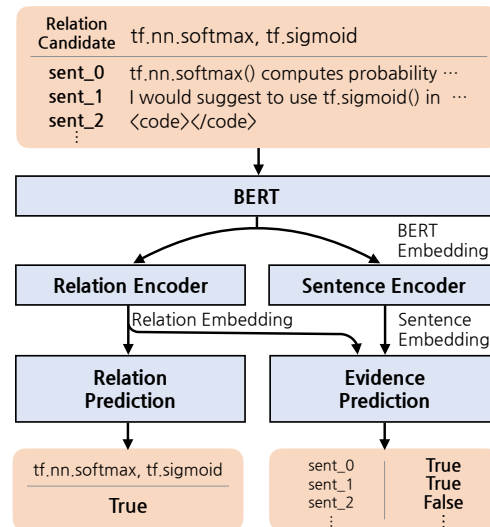 Relation Candidate tf.nn.softmax, tf.sigmoid
sent_0 tf.nn.softmax() computes probability ⋯
sent_1 I would suggest to use tf.sigmoid() in ⋯
sent_2 <code></code>
⋮
BERT
BERT
Embedding
Relation Encoder
Sentence Encoder
Relation Embedding
Sentence
Embedding
Relation
Prediction
Evidence
Prediction
tf.nn.softmax, tf.sigmoid
True
sent_0 True
sent_1 True
sent_2 False
⋮ ⋮